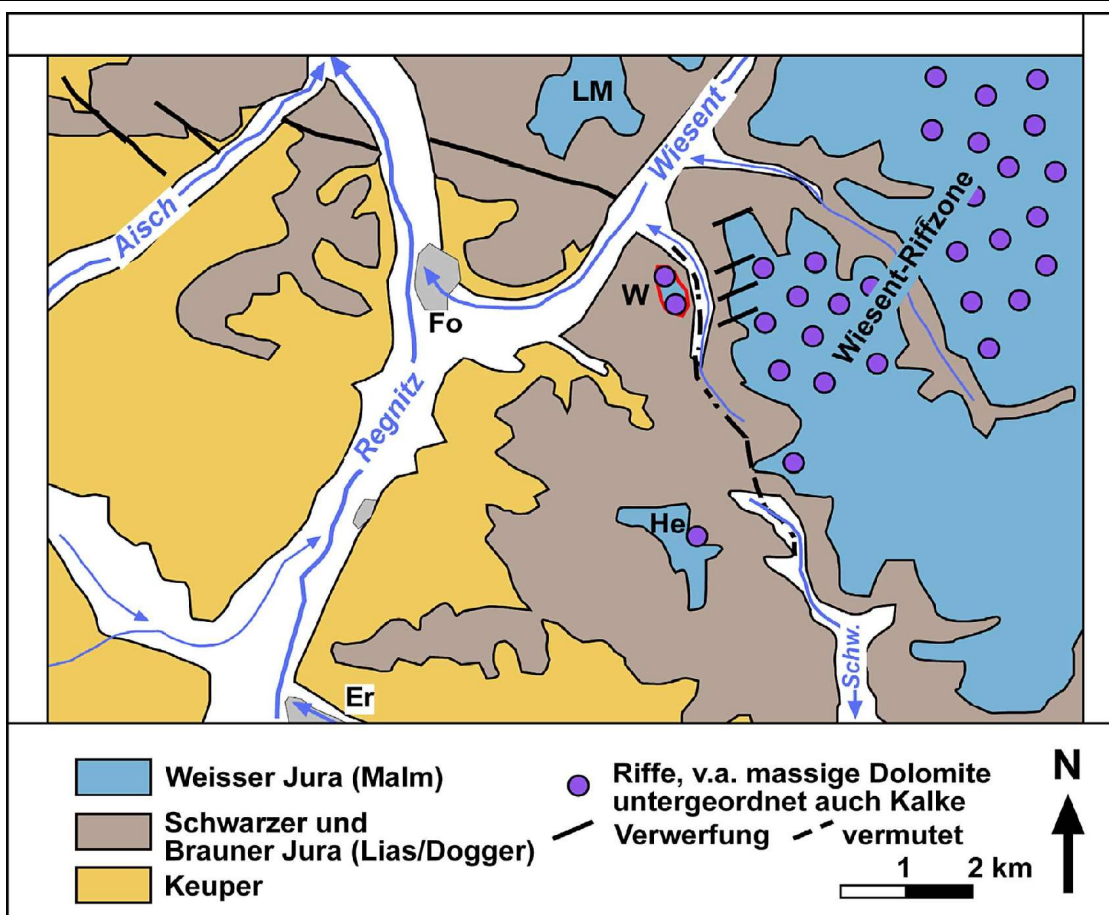 LM
Wiesent
Aisch
Wiesent-Riffzone
W
Fo
Regnitz
He
Er
Schw.
Weisser Jura (Malm)
Schwarzer und
Brauner Jura (Lias/Dogger)
Keuper
Riffe, v.a. massige Dolomite
untergeordnet auch Kalke
Verwerfung vermutet
1 2 km
N